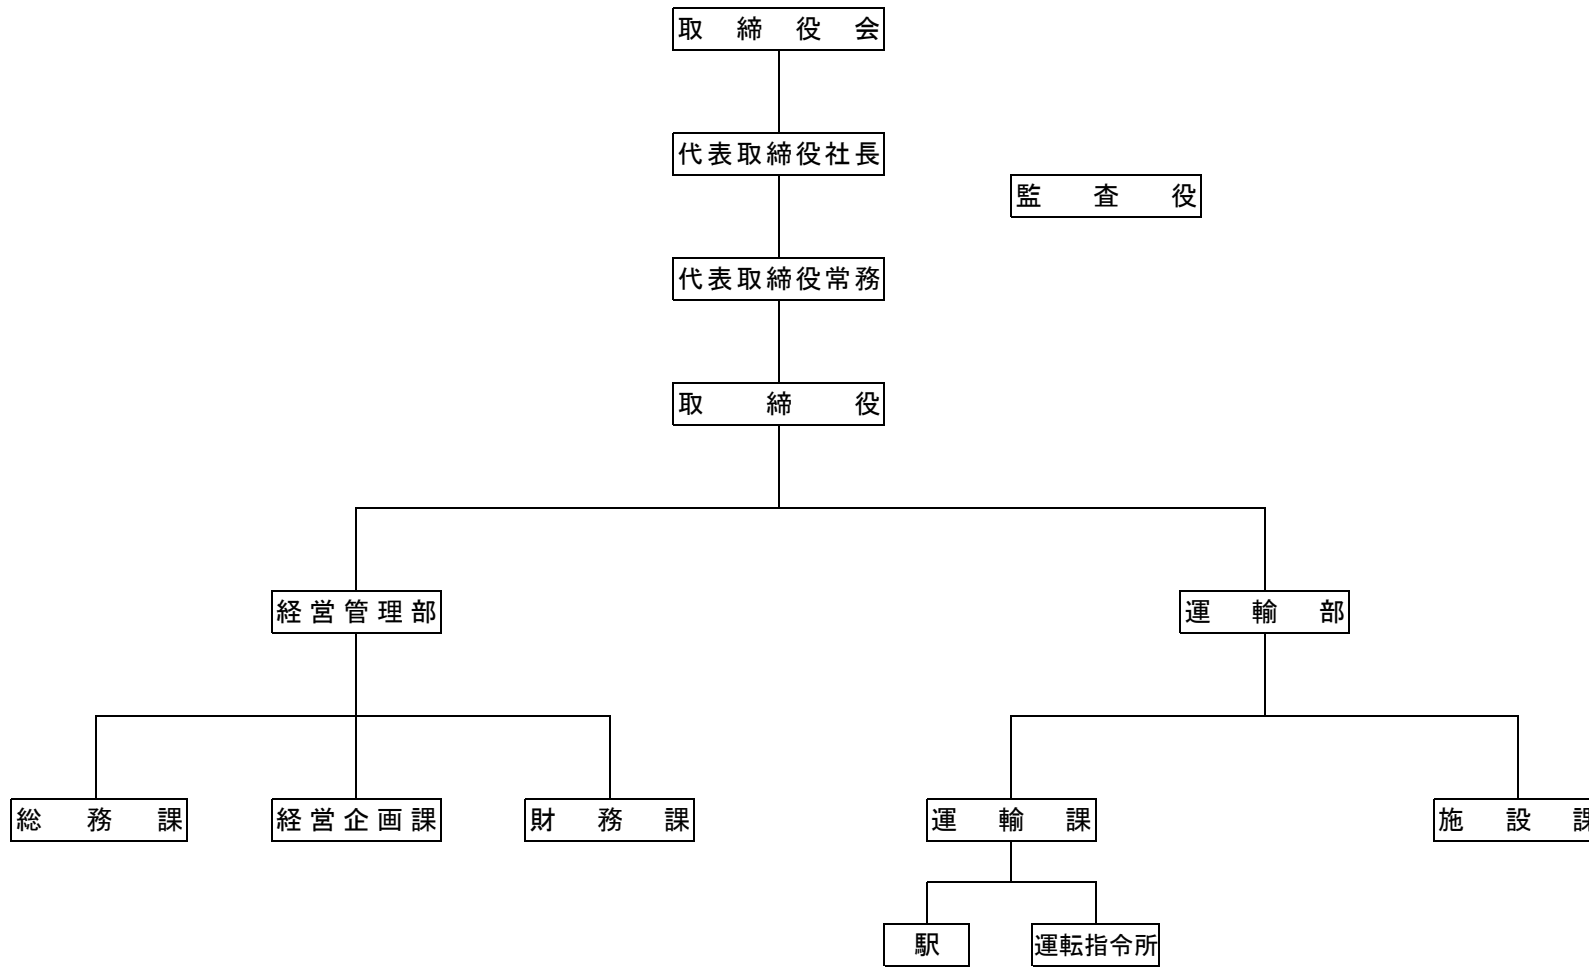 取締役会
代表取締役社長
監査役
代表取締役常務
取締役
経営管理部
運輸部
総務課
経営企画課
財務課
運輸課
施設課
駅
運転指令所